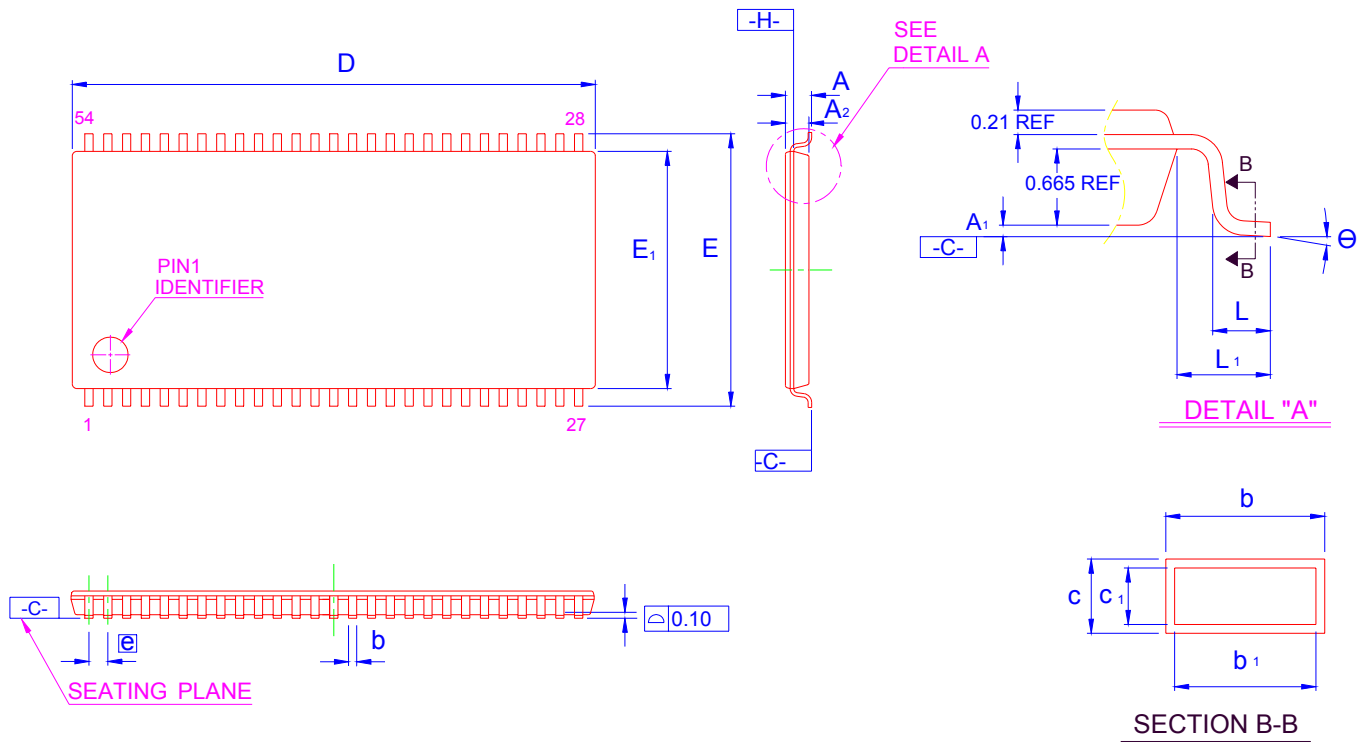 -H-
SEE
DETAIL A
D
A
A2
54
28
0.21 REF
B
0.665 REF
A1
-C-
Θ
B
E1
E
PIN1
IDENTIFIER
L
L1
1
27
DETAIL "A"
-C-
b
-C-
0.10
c
c1
e
b
b1
SEATING PLANE
SECTION B-B